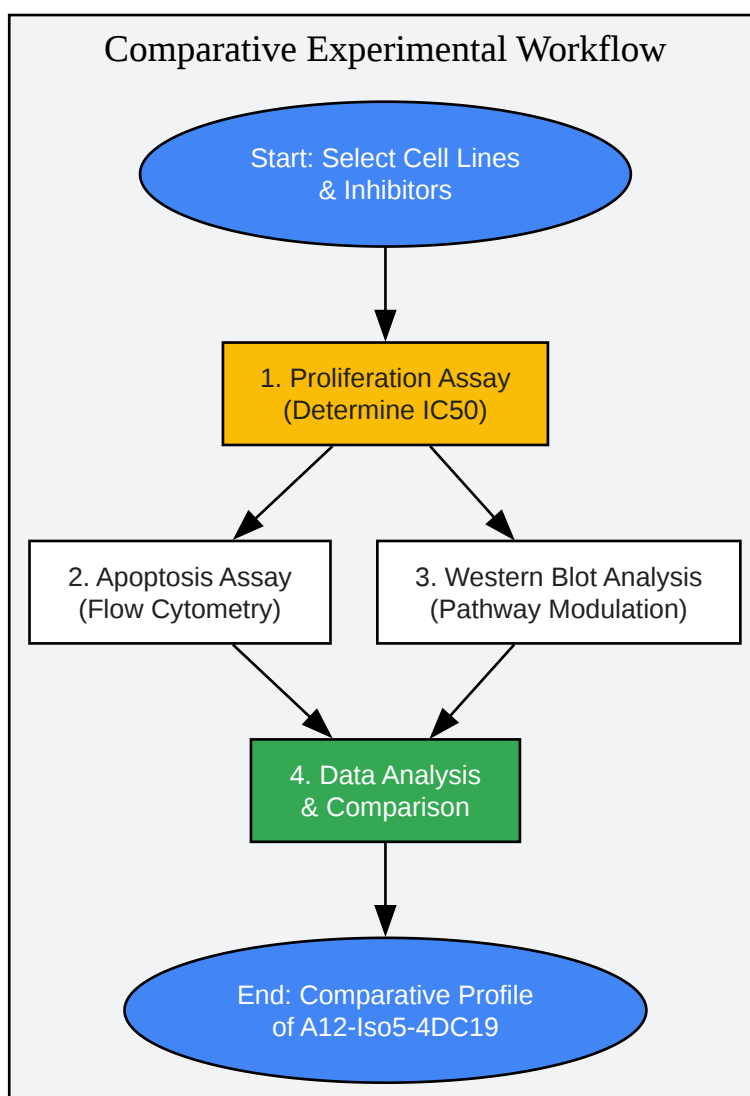 Comparative Experimental Workflow
Start: Select Cell Lines
& Inhibitors
1. Proliferation Assay
(Determine IC50)
2. Apoptosis Assay
(Flow Cytometry)
3. Western Blot Analysis
(Pathway Modulation)
4. Data Analysis
& Comparison
End: Comparative Profile
of A12-Iso5-4DC19